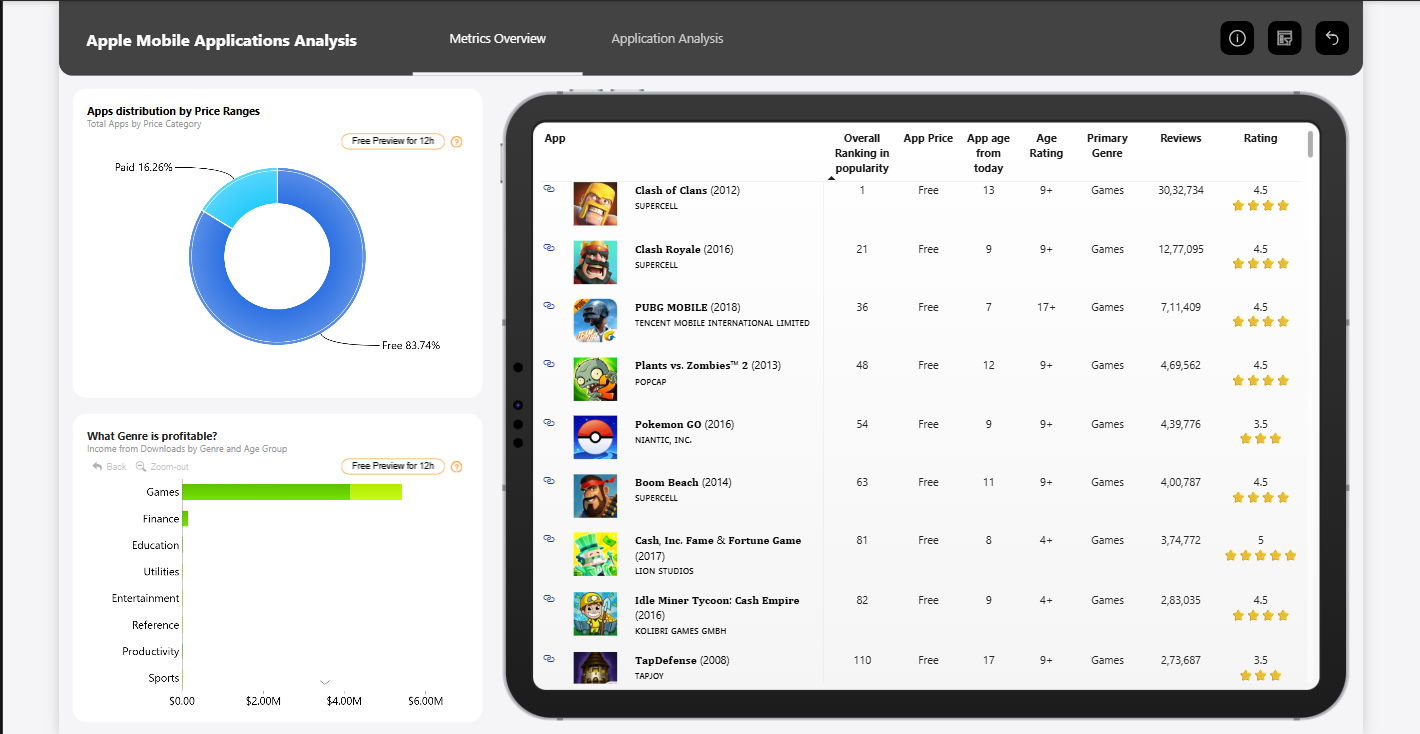 Apple Mobile Applications Analysis
Metrics Overview
Application Analysis
Apps distribution by Price Ranges
Total Apps by Price Category
Free Preview for 12h
?
Paid 16.26%
Free 83.74%
What Genre is profitable?
Income from Downloads by Genre and Age Group
Back
Zoom-out
Free Preview for 12h
?
Games
Finance
Education
Utilities
Entertainment
Reference
Productivity
Sports
$0.00 $2.00M $4.00M $6.00M
App
Overall
Ranking in
popularity
App Price
App age
from
today
Age
Rating
Primary
Genre
Reviews
Rating
Clash of Clans (2012)
SUPERCELL
1 Free 13 9+ Games 30,32,734 4.5
Clash Royale (2016)
SUPERCELL
21 Free 9 9+ Games 12,77,095 4.5
PUBG MOBILE (2018)
TENCENT MOBILE INTERNATIONAL LIMITED
36 Free 7 17+ Games 7,11,409 4.5
Plants vs. Zombies™ 2 (2013)
POPCAP
48 Free 12 9+ Games 4,69,562 4.5
Pokemon GO (2016)
NIANTIC, INC.
54 Free 9 9+ Games 4,39,776 3.5
Boom Beach (2014)
SUPERCELL
63 Free 11 9+ Games 4,00,787 4.5
Cash, Inc. Fame & Fortune Game
(2017)
LION STUDIOS
81 Free 8 4+ Games 3,74,772 5
Idle Miner Tycoon: Cash Empire
(2016)
KOLIBRI GAMES GMBH
82 Free 9 4+ Games 2,83,035 4.5
TapDefense (2008)
TAPJOY
110 Free 17 9+ Games 2,73,687 3.5